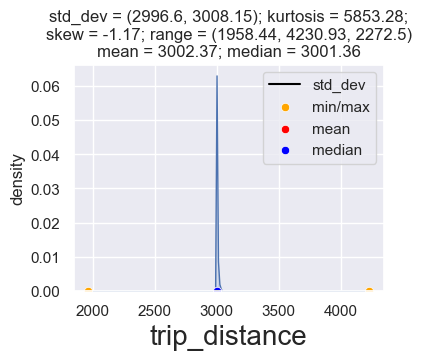 std_dev = (2996.6, 3008.15); kurtosis = 5853.28;
skew = -1.17; range = (1958.44, 4230.93, 2272.5)
mean = 3002.37; median = 3001.36
0.06
0.05
0.04
0.03
0.02
0.01
0.00
density
std_dev
min/max
mean
median
2000
2500
3000
3500
4000
trip_distance